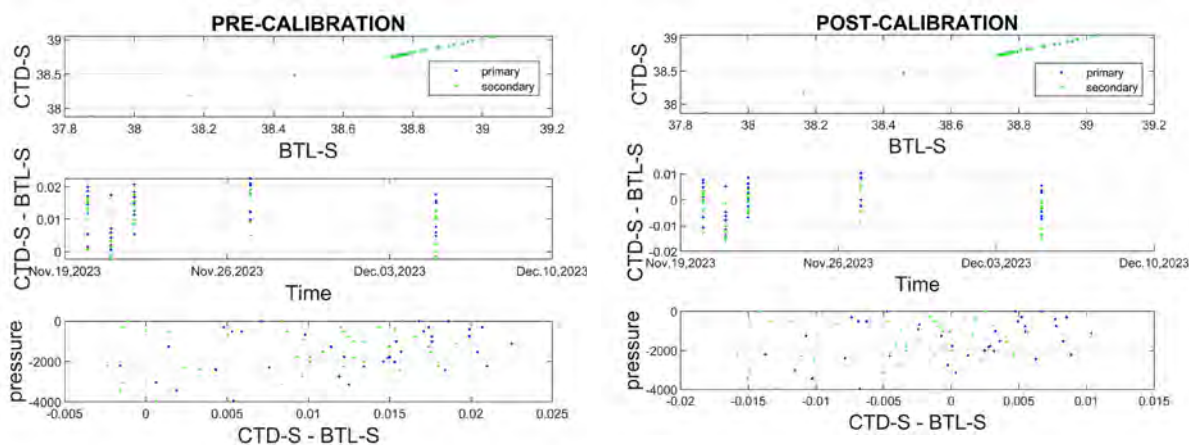 PRE-CALIBRATION
39
38.5
38
CTD-S
primary
secondary
37.8 38 38.2 38.4 38.6 38.8 39 39.2
BTL-S
CTD-S - BTL-S
0.02
0.01
0
Nov.19,2023 Nov.26,2023 Dec.03,2023 Dec.10,2023
Time
pressure
0
-2000
-4000
-0.005 0 0.005 0.01 0.015 0.02 0.025
CTD-S - BTL-S
POST-CALIBRATION
39
38.5
38
CTD-S
primary
secondary
37.8 38 38.2 38.4 38.6 38.8 39 39.2
BTL-S
CTD-S - BTL-S
0.01
0
-0.01
-0.02
Nov.19,2023 Nov.26,2023 Dec.03,2023 Dec.10,2023
Time
pressure
0
-2000
-4000
-0.02 -0.015 -0.01 -0.005 0 0.005 0.01 0.015
CTD-S - BTL-S